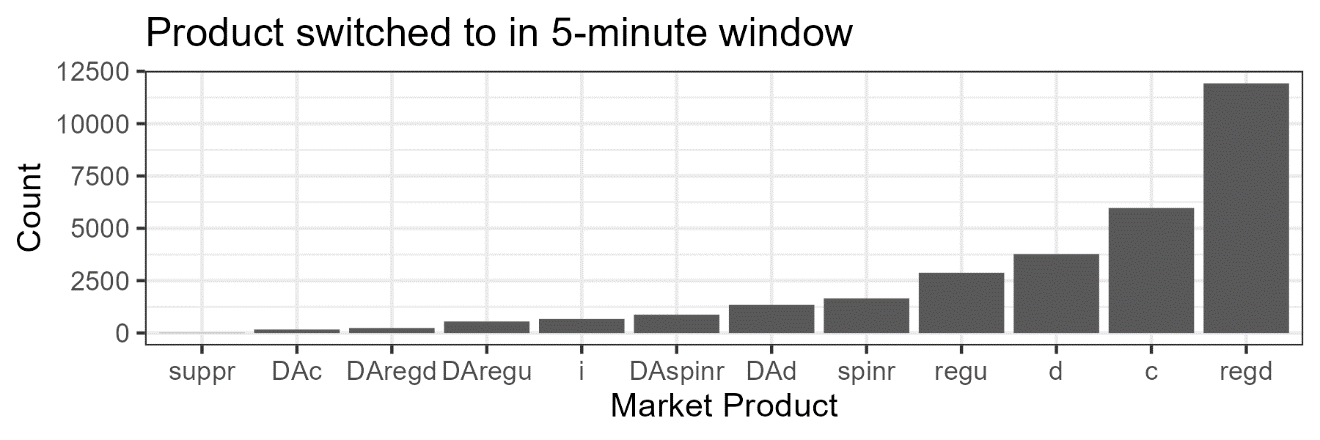 Product switched to in 5-minute window
12500
10000
7500
5000
2500
0
Count
suppr DAc DAregd DAregu i DAspinr DAd spinr regu d c regd
Market Product